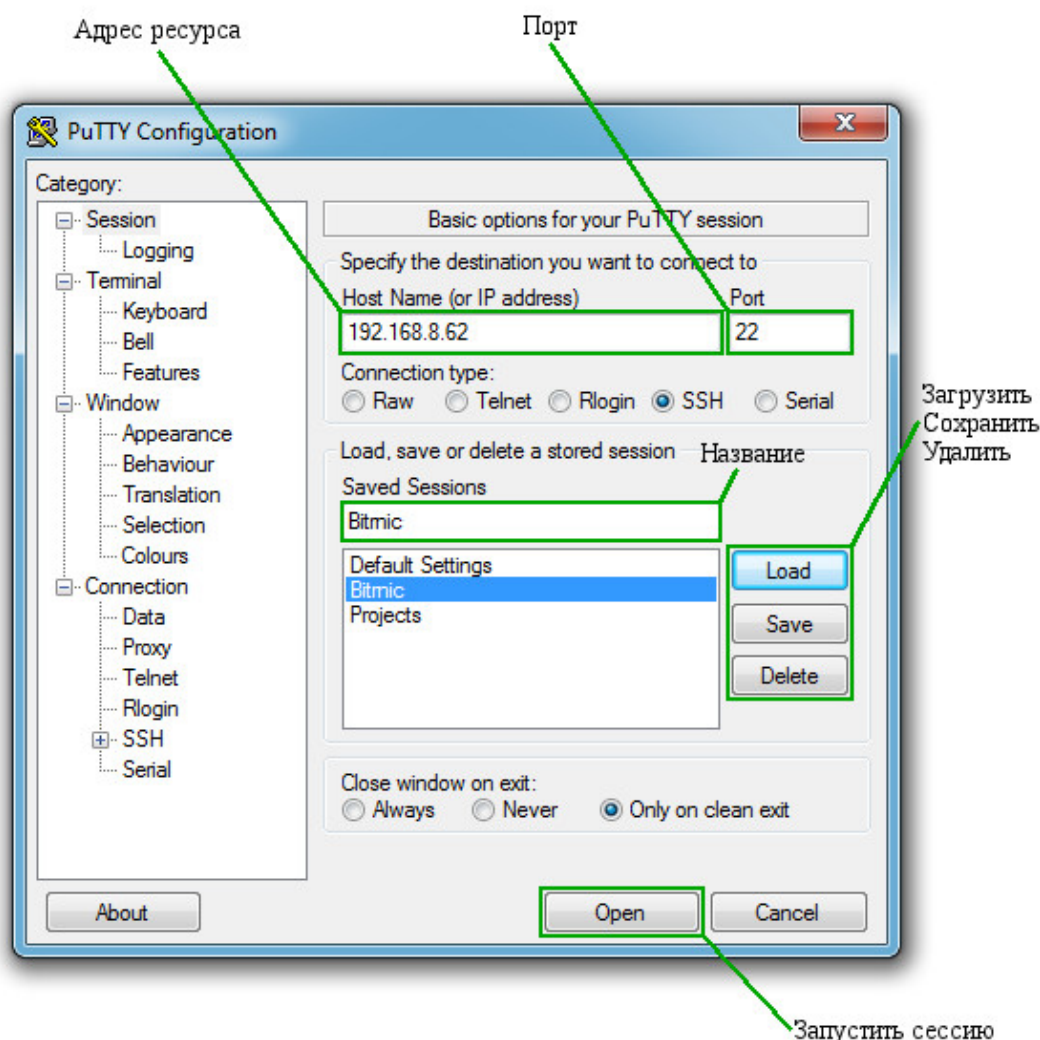 Адрес ресурса
Порт
PuTTY Configuration
Category:
Session
Logging
Terminal
Keyboard
Bell
Features
Window
Appearance
Behaviour
Translation
Selection
Colours
Connection
Data
Proxy
Telnet
Rlogin
SSH
Serial
Basic options for your PuTTY session
Specify the destination you want to connect to
Host Name (or IP address) Port
192.168.8.62 22
Connection type:
Raw Telnet Rlogin SSH Serial
Загрузить
Сохранить
Удалить
Load, save or delete a stored session
Название
Saved Sessions
Bitmic
Default Settings
Bitmic
Projects
Load
Save
Delete
Close window on exit:
Always Never Only on clean exit
About Open Cancel
Запустить сессию